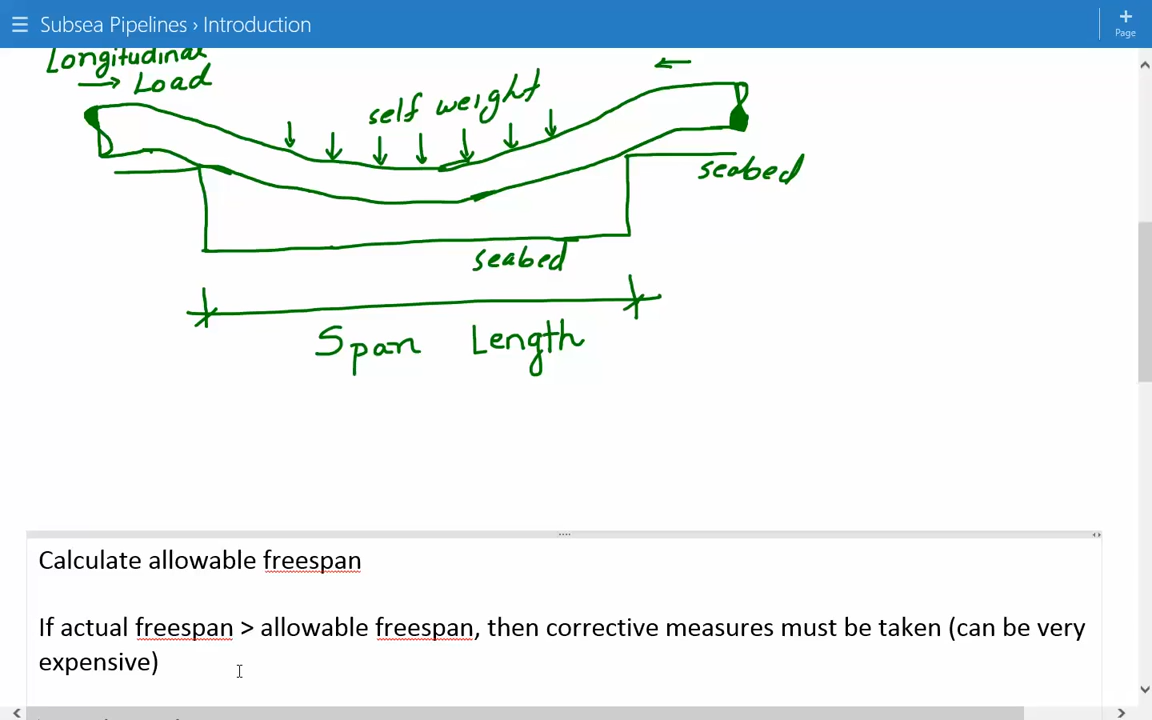 Subsea Pipelines › Introduction
Page
Longitudinal
Load
self weight
seabed
seabed
Span Length
Calculate allowable freespan
If actual freespan > allowable freespan, then corrective measures must be taken (can be very
expensive)